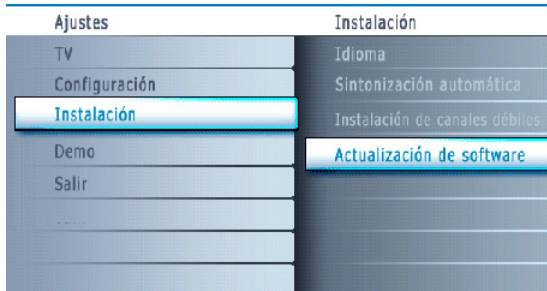 Ajustes
TV
Configuración
Instalación
Demo
Salir
Instalación
Idioma
Sintonización automática
Instalación de canales débiles
Actualización de software